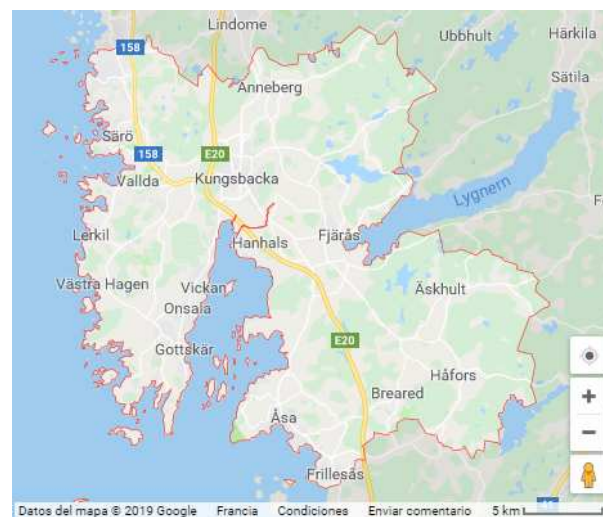 Lindome
Ubbhult
Härkila
158
Sätila
Anneberg
Särö
158
E20
Vallda
Kungsbacka
Lygnern
Lerkil
Hanhals
Fjärås
Västra Hagen
Vickan
Äskhult
Onsala
E20
Gottskär
Håfors
Breared
Åsa
Frillesås
Datos del mapa © 2019 Google Francia Condiciones Enviar comentario 5 km